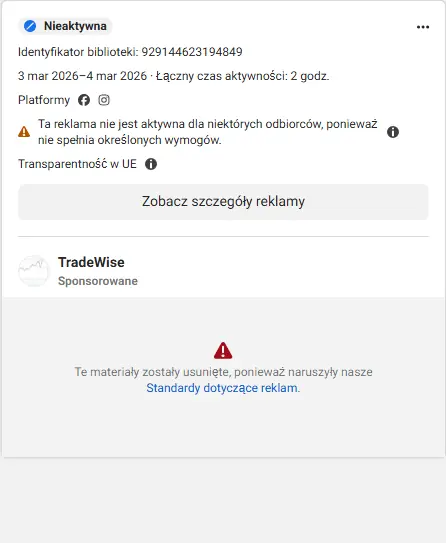 Nieaktywna
Identyfikator biblioteki: 929144623194849
3 mar 2026–4 mar 2026 · Łączny czas aktywności: 2 godz.
Platformy
Ta reklama nie jest aktywna dla niektórych odbiorców, ponieważ
nie spełnia określonych wymogów.
Transparentność w UE
Zobacz szczegóły reklamy
TradeWise
Sponsorowane
Te materiały zostały usunięte, ponieważ naruszyły nasze
Standardy dotyczące reklam.